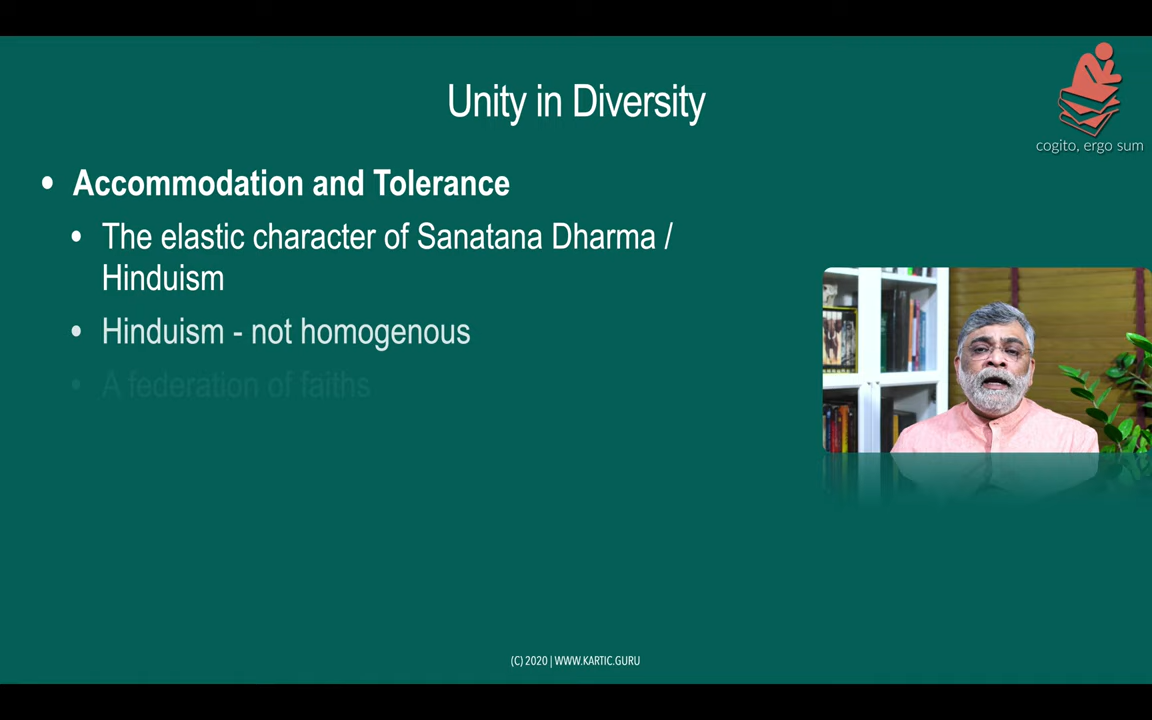 Unity in Diversity
cogito, ergo sum
• Accommodation and Tolerance
• The elastic character of Sanatana Dharma /
Hinduism
• Hinduism - not homogenous
• A federation of faiths
(C) 2020 | WWW.KARTIC.GURU